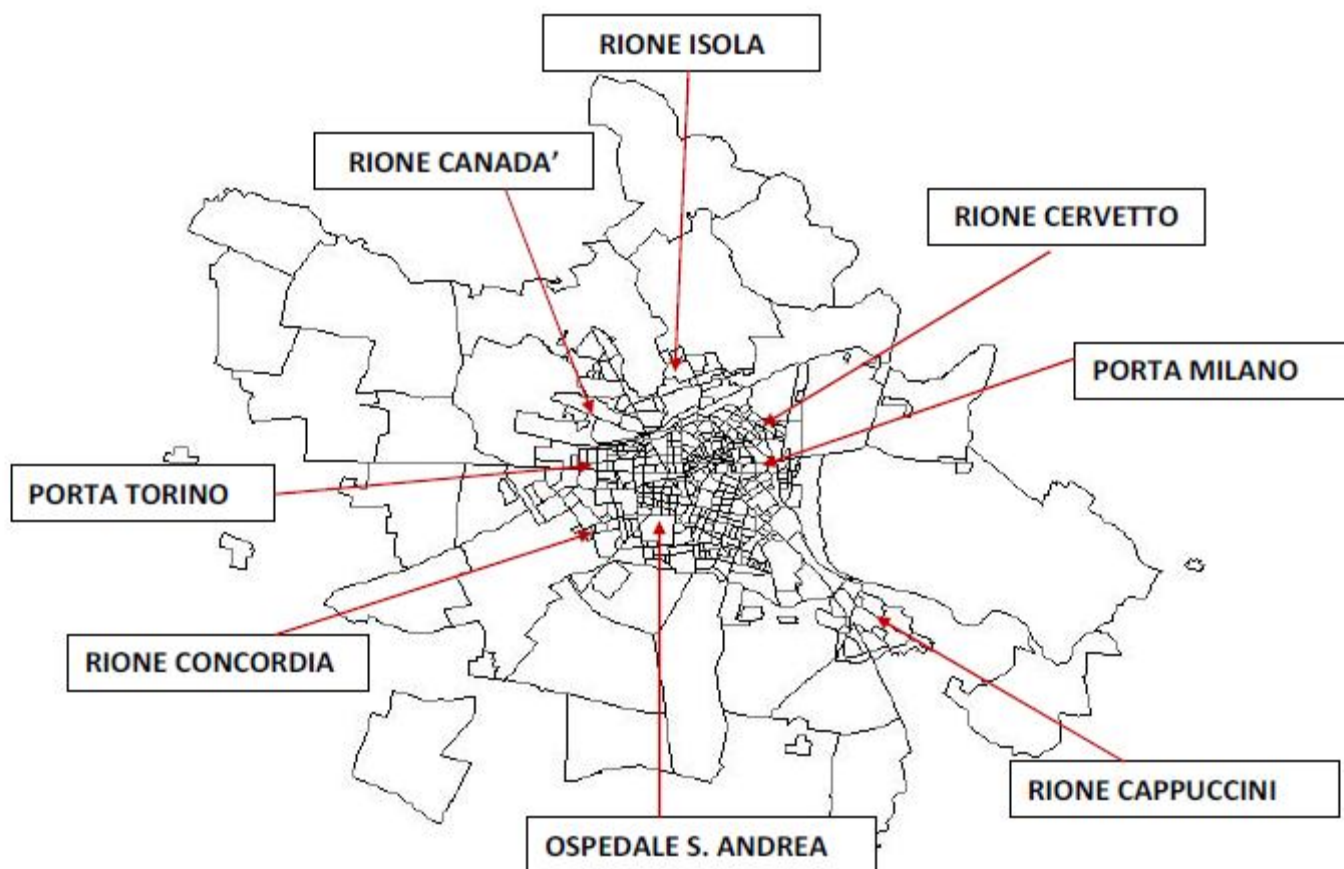 RIONE ISOLA
RIONE CANADA’
RIONE CERVETTO
PORTA MILANO
PORTA TORINO
RIONE CONCORDIA
RIONE CAPPUCCINI
OSPEDALE S. ANDREA